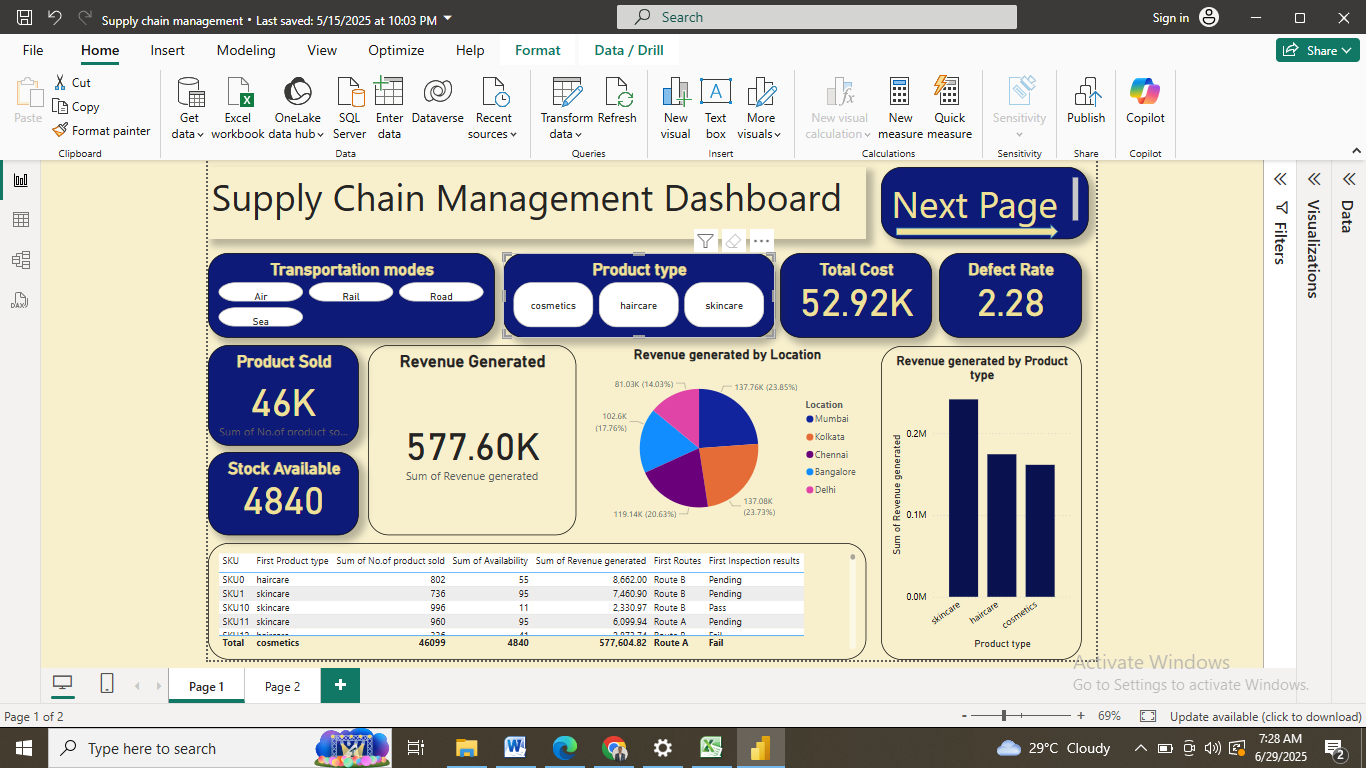 Supply chain management • Last saved: 5/15/2025 at 10:03 PM
Search
Sign in
File Home Insert Modeling View Optimize Help Format Data / Drill
Share
Paste
Cut
Copy
Format painter
Get data
Excel workbook
OneLake data hub
SQL Server
Enter data
Dataverse
Recent sources
Transform data
Refresh
New visual
Text box
More visuals
New visual calculation
New measure
Quick measure
Sensitivity
Publish
Copilot
Clipboard Data Queries Insert Calculations Sensitivity Share Copilot
DAX
Supply Chain Management Dashboard
Next Page
Transportation modes
Air Rail Road
Sea
Product type
cosmetics haircare skincare
Total Cost
52.92K
Defect Rate
2.28
Product Sold
46K
Sum of No.of product so...
Stock Available
4840
Revenue Generated
577.60K
Sum of Revenue generated
Revenue generated by Location
81.03K (14.03%)
137.76K (23.85%)
102.6K
(17.76%)
119.14K (20.63%)
137.08K
(23.73%)
Location
Mumbai
Kolkata
Chennai
Bangalore
Delhi
Revenue generated by Product
type
Sum of Revenue generated
0.2M
0.1M
0.0M
skincare haircare cosmetics
Product type
SKU First Product type Sum of No.of product sold Sum of Availability Sum of Revenue generated First Routes First Inspection results
SKU0 haircare 802 55 8,662.00 Route B Pending
SKU1 skincare 736 95 7,460.90 Route B Pending
SKU10 skincare 996 11 2,330.97 Route B Pass
SKU11 skincare 960 95 6,099.94 Route A Pending
Total cosmetics 46099 4840 577,604.82 Route A Fail
Filters
Visualizations
Data
Activate Windows
Go to Settings to activate Windows.
Page 1
Page 2
+
Page 1 of 2
- + 69%
Update available (click to download)
Type here to search
29°C Cloudy
7:28 AM
6/29/2025
2